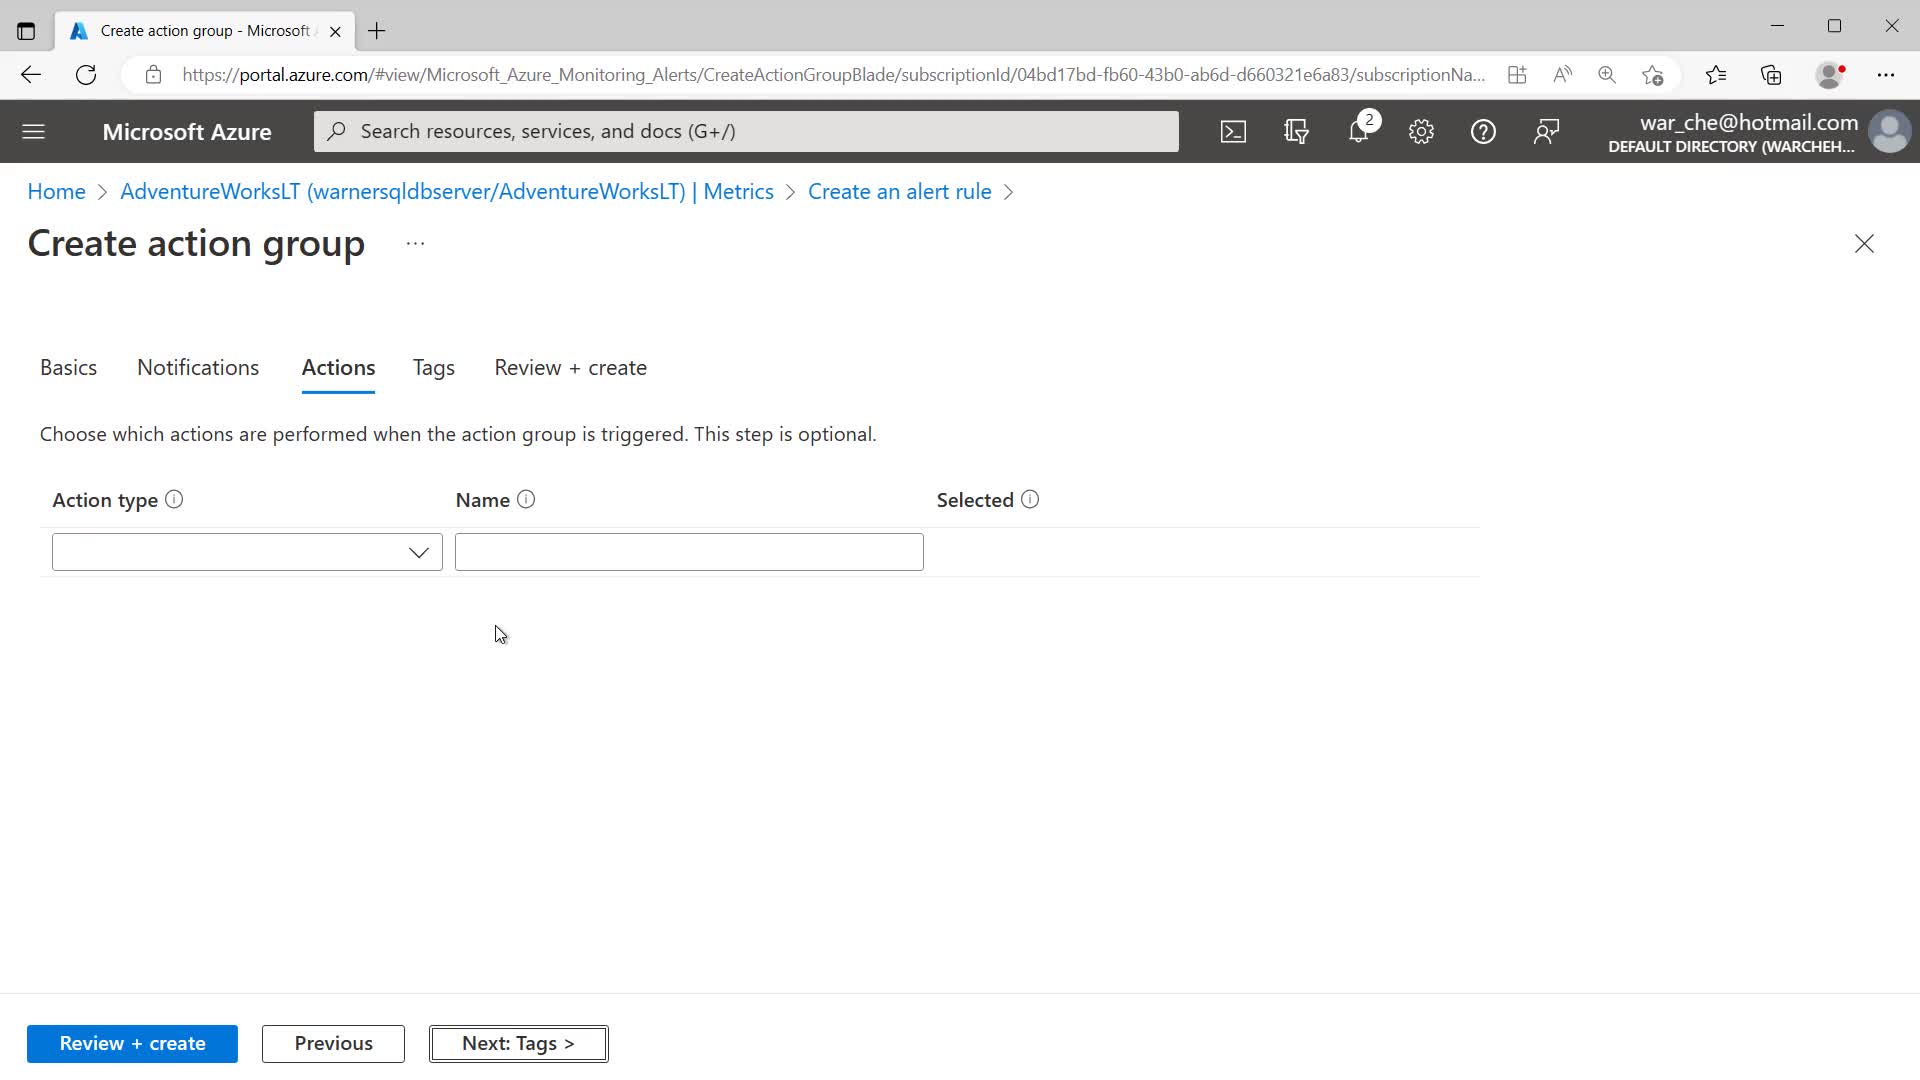 Create action group - Microsoft
https://portal.azure.com/#view/Microsoft_Azure_Monitoring_Alerts/CreateActionGroupBlade/subscriptionId/04bd17bd-fb60-43b0-ab6d-d660321e6a83/subscriptionNa...
Microsoft Azure
Search resources, services, and docs (G+/)
2
war_che@hotmail.com
DEFAULT DIRECTORY (WARCHEH...
Home > AdventureWorksLT (warnersqldbserver/AdventureWorksLT) | Metrics > Create an alert rule >
Create action group ...
Basics Notifications Actions Tags Review + create
Choose which actions are performed when the action group is triggered. This step is optional.
Action type Name Selected
Review + create Previous Next: Tags >